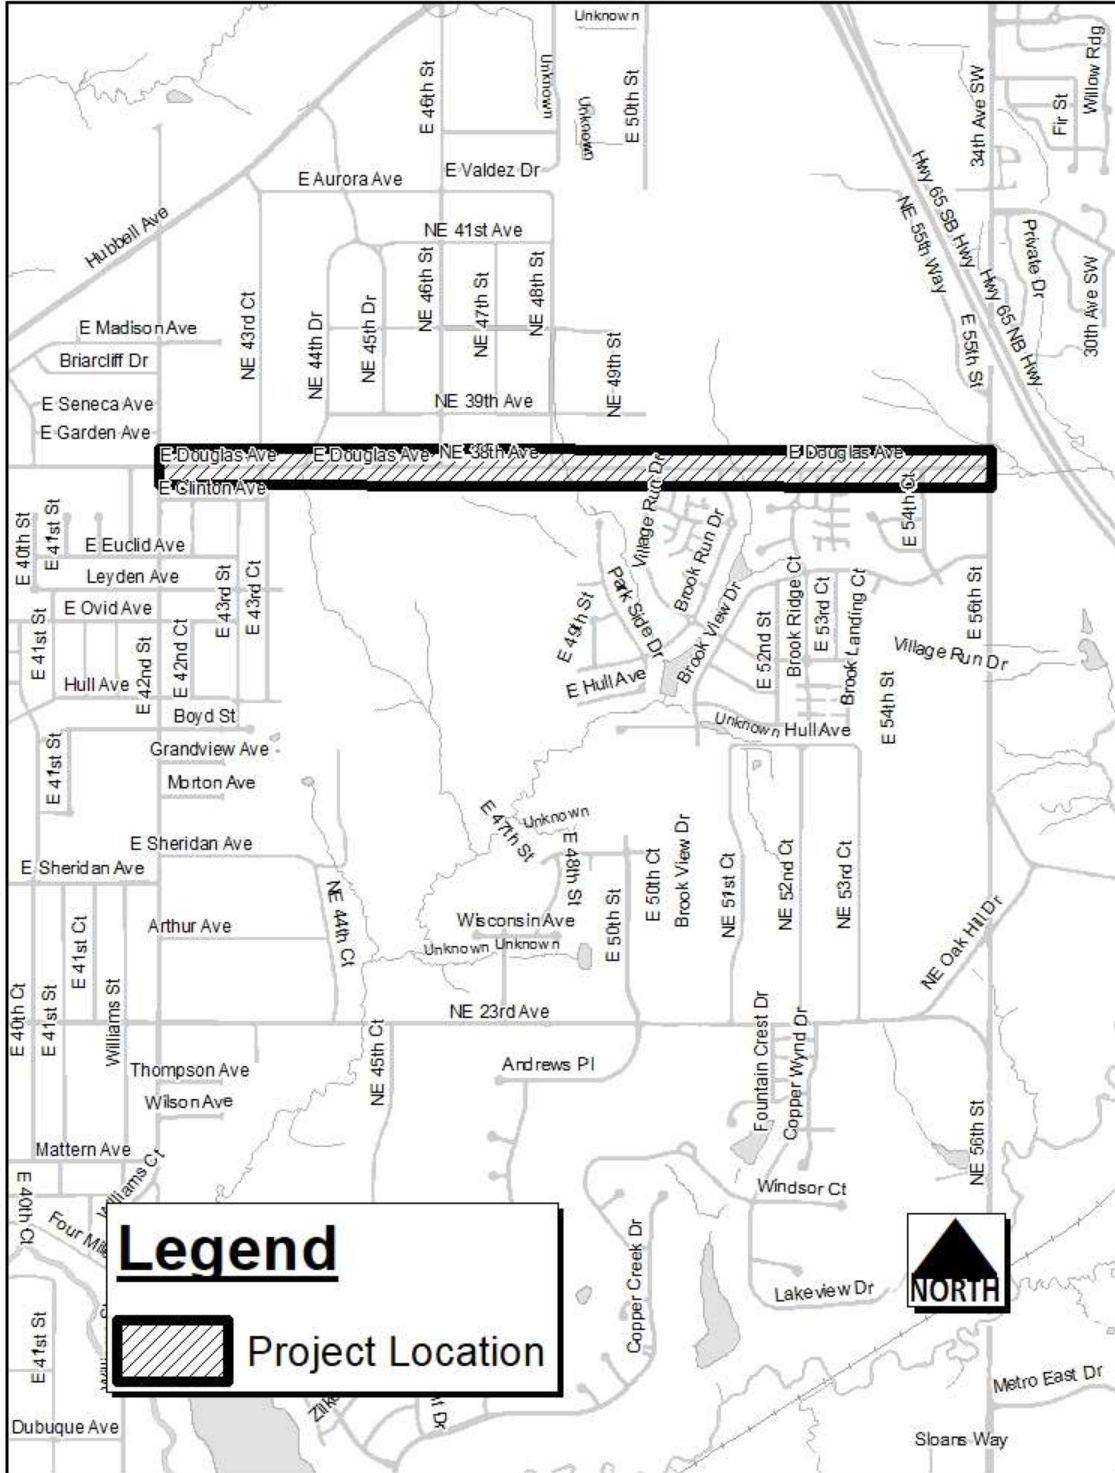 Unknown
E 46th St
Unknown
Unknown
E 50th St
34th Ave SW
Fir St
Willow Rdg
E Valdez Dr
E Aurora Ave
Hubbell Ave
NE 41st Ave
Hwy 65 SB Hwy
NE 55th Way
Private Dr
Hwy 65 NB Hwy
30th Ave SW
NE 43rd Ct
NE 44th Dr
NE 45th Dr
NE 46th St
NE 47th St
NE 48th St
NE 49th St
E 55th St
E Madison Ave
Briarcliff Dr
E Seneca Ave
NE 39th Ave
E Garden Ave
E Douglas Ave
E Douglas Ave
NE 38th Ave
E Douglas Ave
E Clinton Ave
Village Run Dr
E 54th Ct
E 40th St
E 41st St
E Euclid Ave
Brook Run Dr
Leyden Ave
E 43rd St
E 43rd Ct
Park Side Dr
Brook View Dr
Brook Ridge Ct
E 53rd Ct
Brook Landing Ct
E 56th St
E Ovid Ave
E 49th St
E 41st St
E 42nd St
E 42nd Ct
E 52nd St
Village Run Dr
Hull Ave
E Hull Ave
E 54th St
Boyd St
Unknown
Hull Ave
Grandview Ave
E 41st St
Morton Ave
E 47th St
Unknown
E Sheridan Ave
E 48th St
E Sheridan Ave
E 50th Ct
Brook View Dr
NE 51st Ct
NE 52nd Ct
NE 53rd Ct
NE 44th Ct
E 41st Ct
Arthur Ave
Wisconsin Ave
E 50th St
Unknown
Unknown
NE Oak Hill Dr
E 40th Ct
E 41st St
Williams St
NE 23rd Ave
NE 45th Ct
Fountain Crest Dr
Copper Wynd Dr
Thompson Ave
Andrews Pl
Wilson Ave
NE 56th St
Mattern Ave
Williams Ct
E 40th Ct
Windsor Ct
Four Mile
Legend
Copper Creek Dr
NORTH
Lakeview Dr
Project Location
E 41st St
Metro East Dr
Dubuque Ave
Dr
Sloans Way